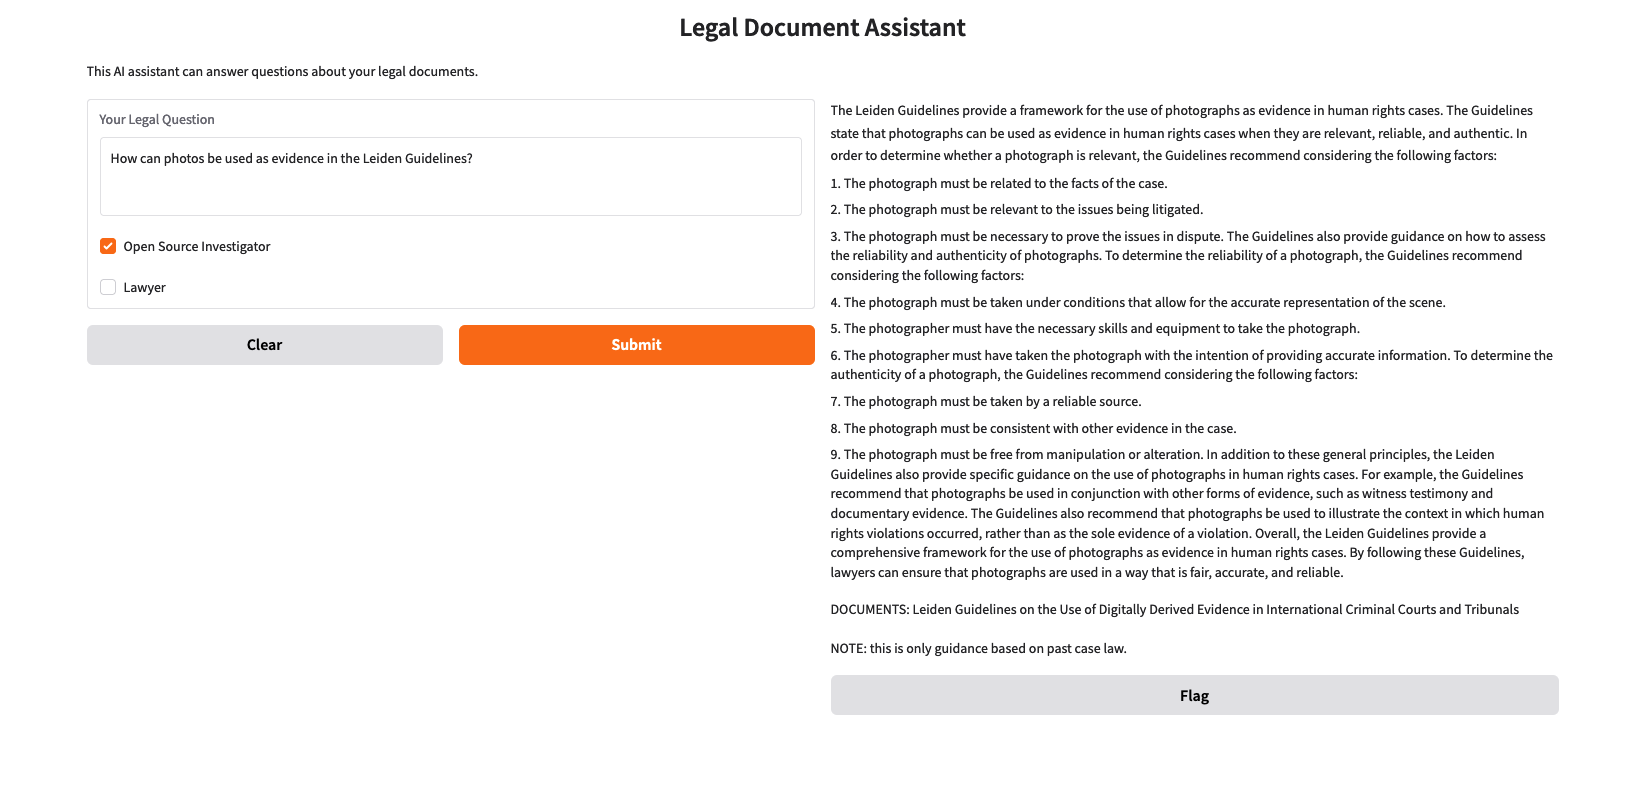 Legal Document Assistant
This AI assistant can answer questions about your legal documents.
Your Legal Question
How can photos be used as evidence in the Leiden Guidelines?
Open Source Investigator
Lawyer
Clear
Submit
The Leiden Guidelines provide a framework for the use of photographs as evidence in human rights cases. The Guidelines
state that photographs can be used as evidence in human rights cases when they are relevant, reliable, and authentic. In
order to determine whether a photograph is relevant, the Guidelines recommend considering the following factors:
1. The photograph must be related to the facts of the case.
2. The photograph must be relevant to the issues being litigated.
3. The photograph must be necessary to prove the issues in dispute. The Guidelines also provide guidance on how to assess
the reliability and authenticity of photographs. To determine the reliability of a photograph, the Guidelines recommend
considering the following factors:
4. The photograph must be taken under conditions that allow for the accurate representation of the scene.
5. The photographer must have the necessary skills and equipment to take the photograph.
6. The photographer must have taken the photograph with the intention of providing accurate information. To determine the
authenticity of a photograph, the Guidelines recommend considering the following factors:
7. The photograph must be taken by a reliable source.
8. The photograph must be consistent with other evidence in the case.
9. The photograph must be free from manipulation or alteration. In addition to these general principles, the Leiden
Guidelines also provide specific guidance on the use of photographs in human rights cases. For example, the Guidelines
recommend that photographs be used in conjunction with other forms of evidence, such as witness testimony and
documentary evidence. The Guidelines also recommend that photographs be used to illustrate the context in which human
rights violations occurred, rather than as the sole evidence of a violation. Overall, the Leiden Guidelines provide a
comprehensive framework for the use of photographs as evidence in human rights cases. By following these Guidelines,
lawyers can ensure that photographs are used in a way that is fair, accurate, and reliable.
DOCUMENTS: Leiden Guidelines on the Use of Digitally Derived Evidence in International Criminal Courts and Tribunals
NOTE: this is only guidance based on past case law.
Flag